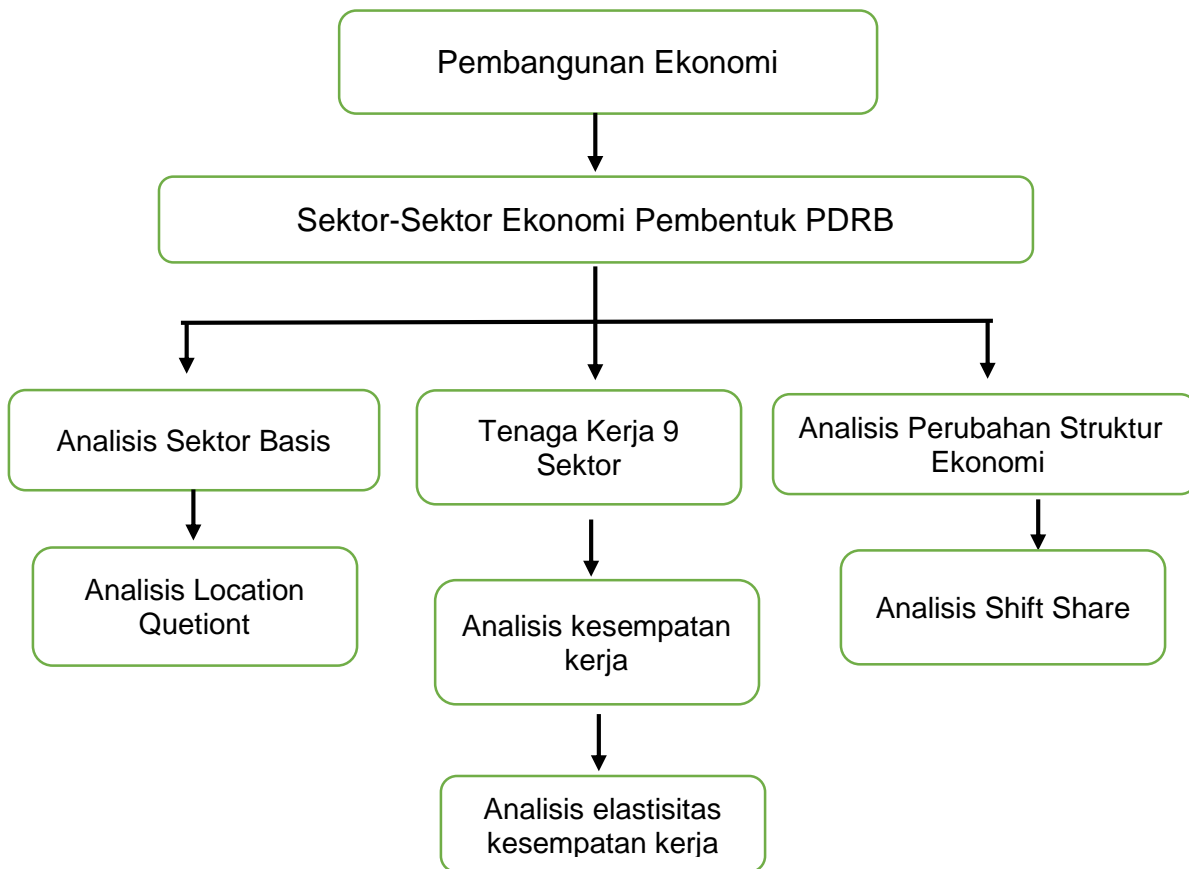 Pembangunan Ekonomi
Sektor-Sektor Ekonomi Pembentuk PDRB
Analisis Sektor Basis
Tenaga Kerja 9
Sektor
Analisis Perubahan Struktur
Ekonomi
Analisis Location
Quetiont
Analisis kesempatan
kerja
Analisis Shift Share
Analisis elastisitas
kesempatan kerja